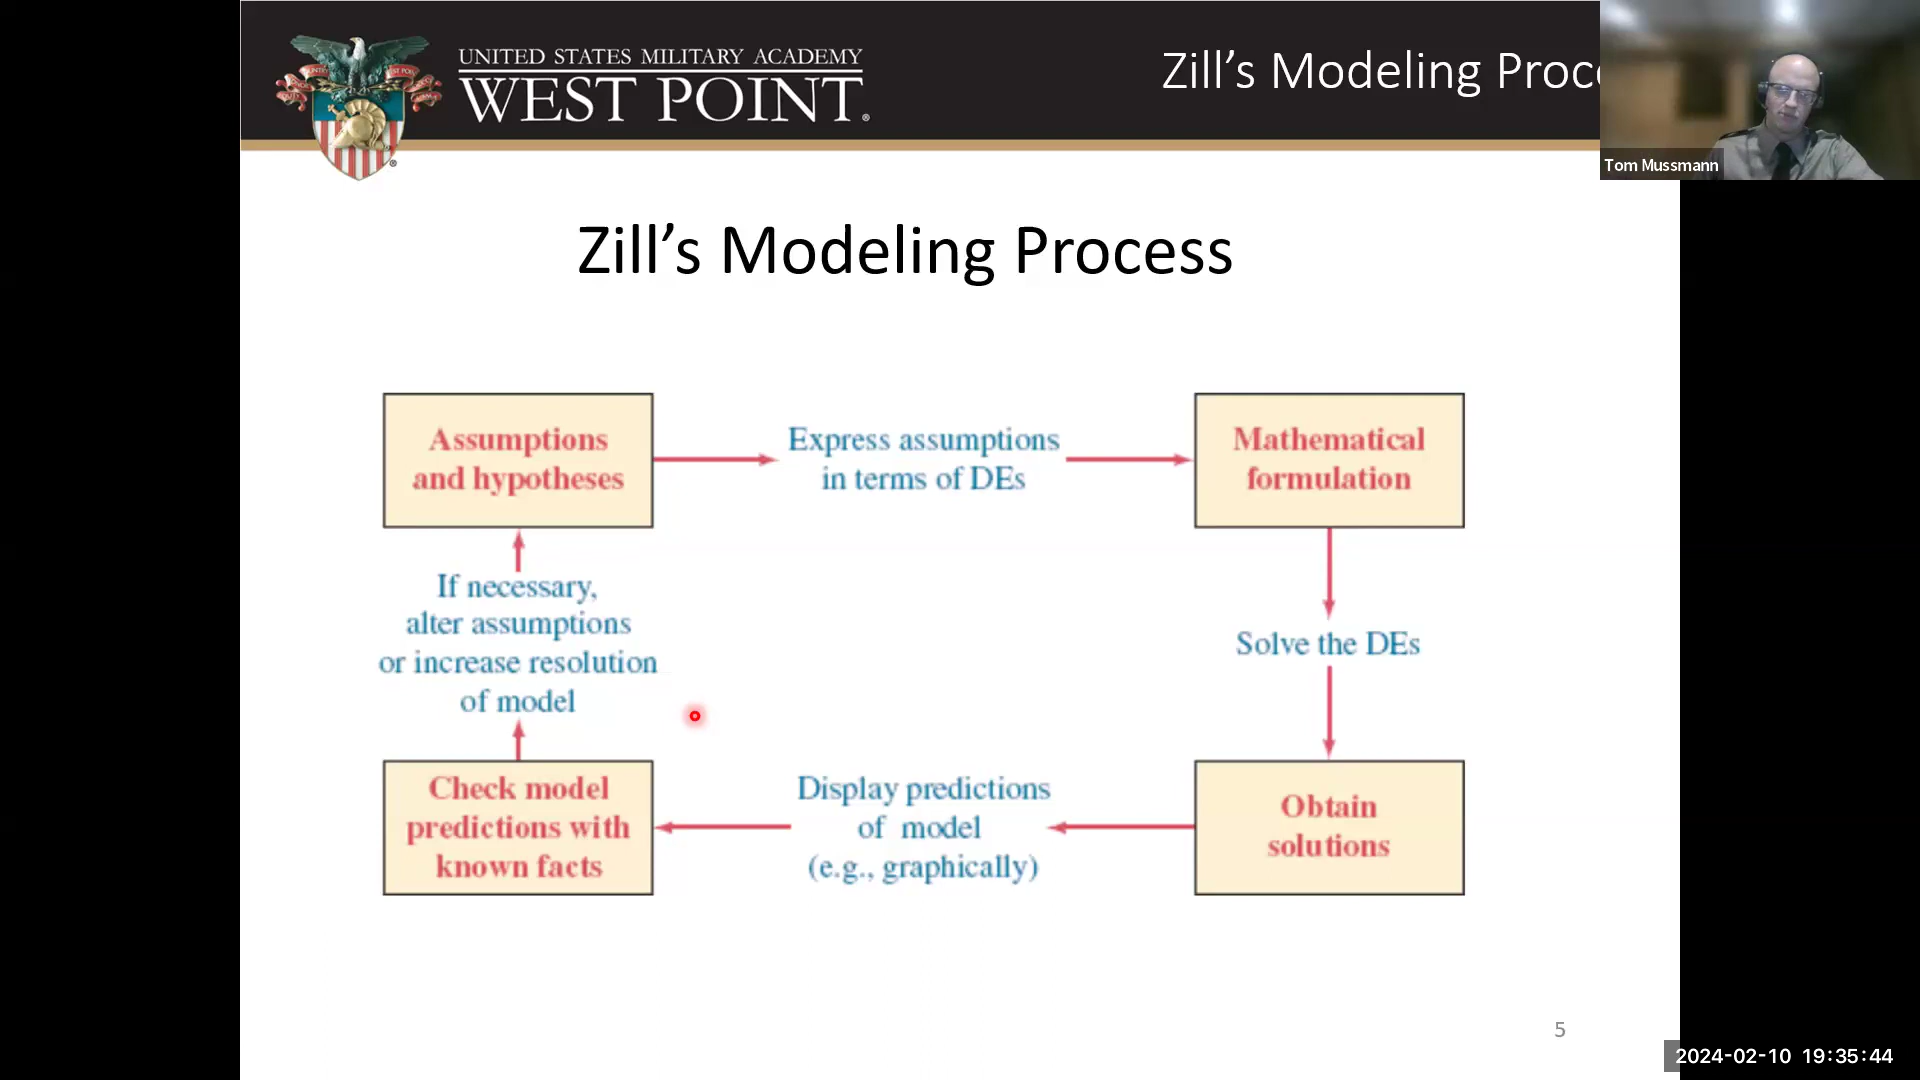 UNITED STATES MILITARY ACADEMY
WEST POINT®
Zill’s Modeling Proc
Tom Mussmann
Zill’s Modeling Process
Assumptions
and hypotheses
Express assumptions
in terms of DEs
Mathematical
formulation
If necessary,
alter assumptions
or increase resolution
of model
Solve the DEs
Check model
predictions with
known facts
Display predictions
of model
(e.g., graphically)
Obtain
solutions
5
2024-02-10 19:35:44